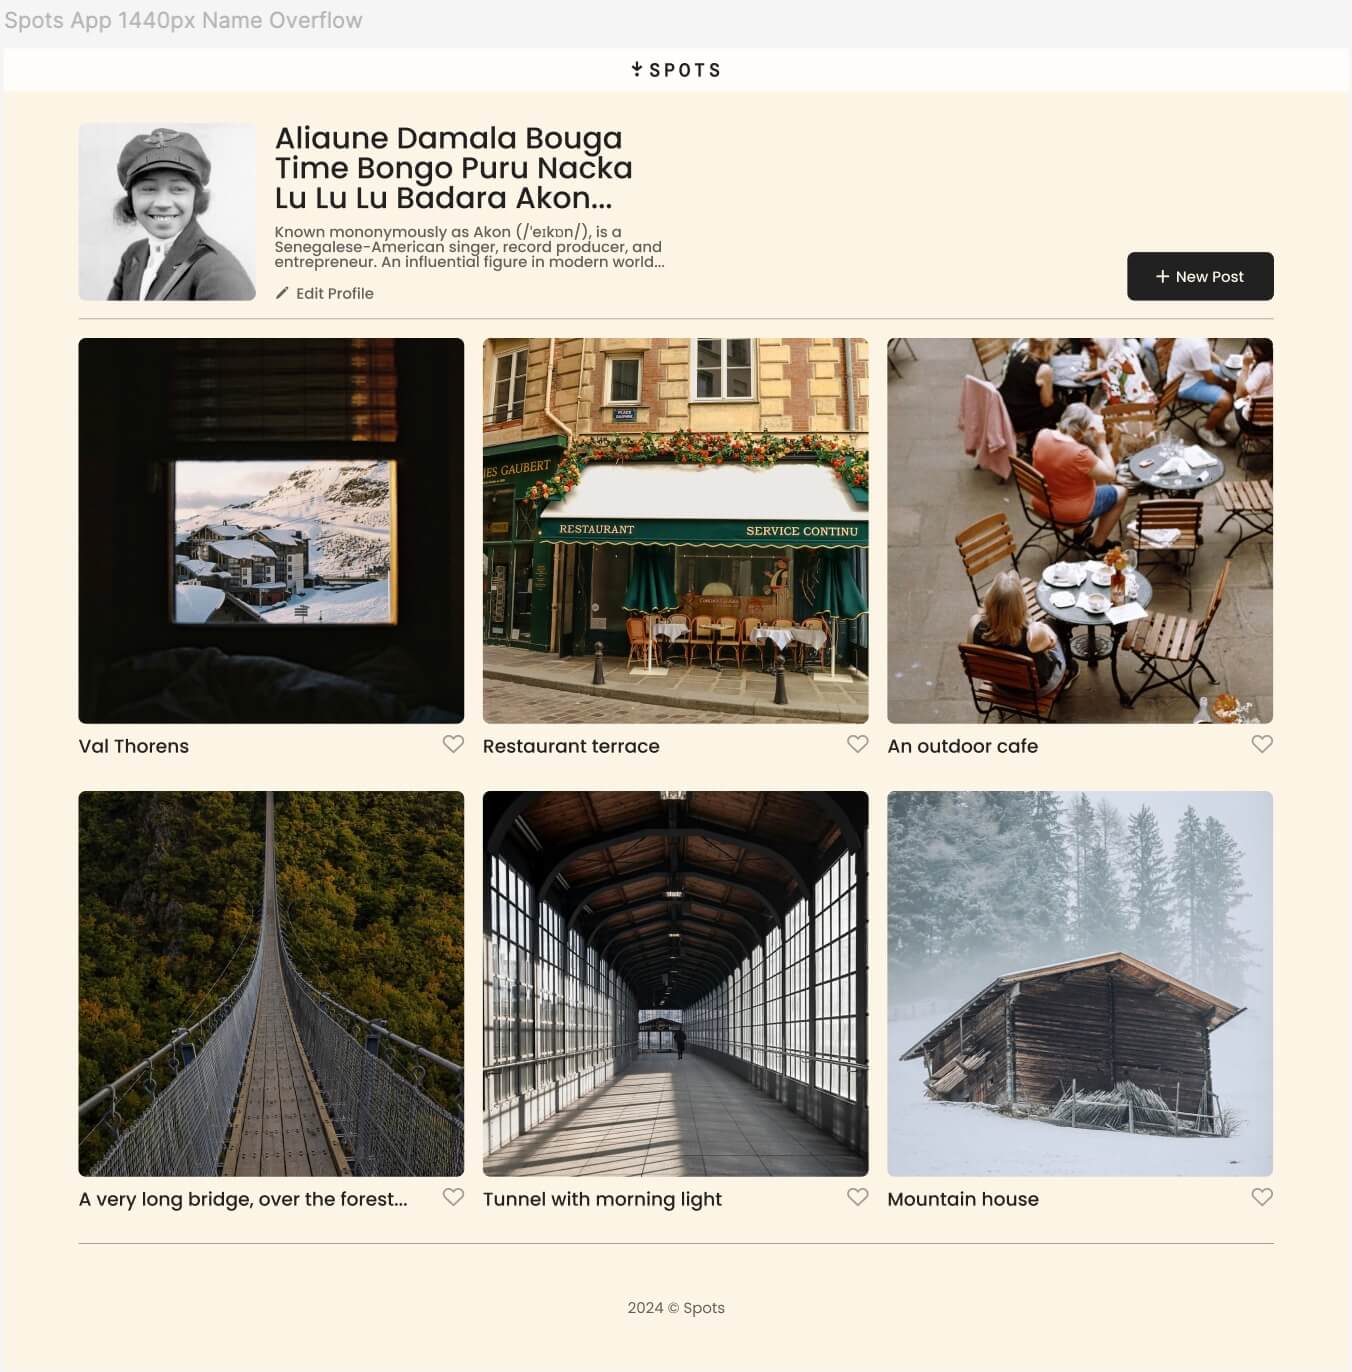 Spots App 1440px Name Overflow
SPOTS
Aliaune Damala Bouga
Time Bongo Puru Nacka
Lu Lu Lu Badara Akon...
Known mononymously as Akon (/ˈeɪkɒn/), is a
Senegalese-American singer, record producer, and
entrepreneur. An influential figure in modern world...
Edit Profile
+ New Post
PLACE
DAUPHINE
ES GAUBERT
RESTAURANT
SERVICE CONTINU
Val Thorens
Restaurant terrace
An outdoor cafe
A very long bridge, over the forest...
Tunnel with morning light
Mountain house
2024 © Spots